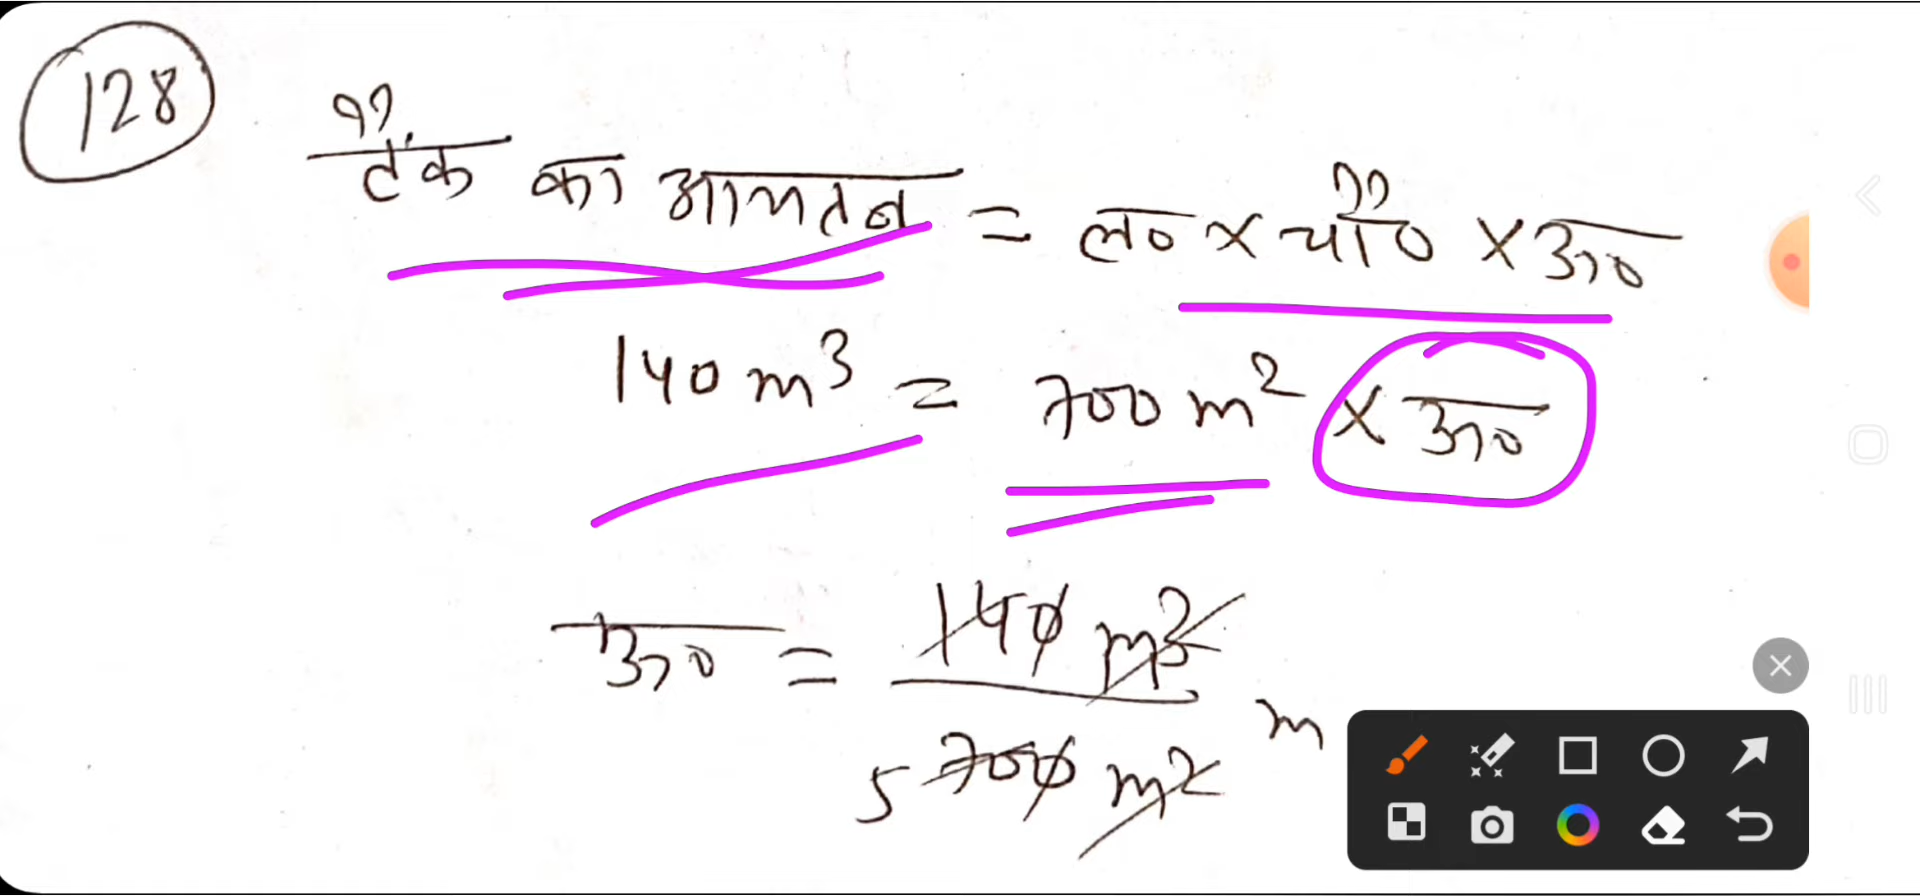 128
टैंक का आयतन = ल० × चौ० × ऊ०
140 m³ = 700 m² × ऊ०
ऊ० = 140 m³
5 700 m² m